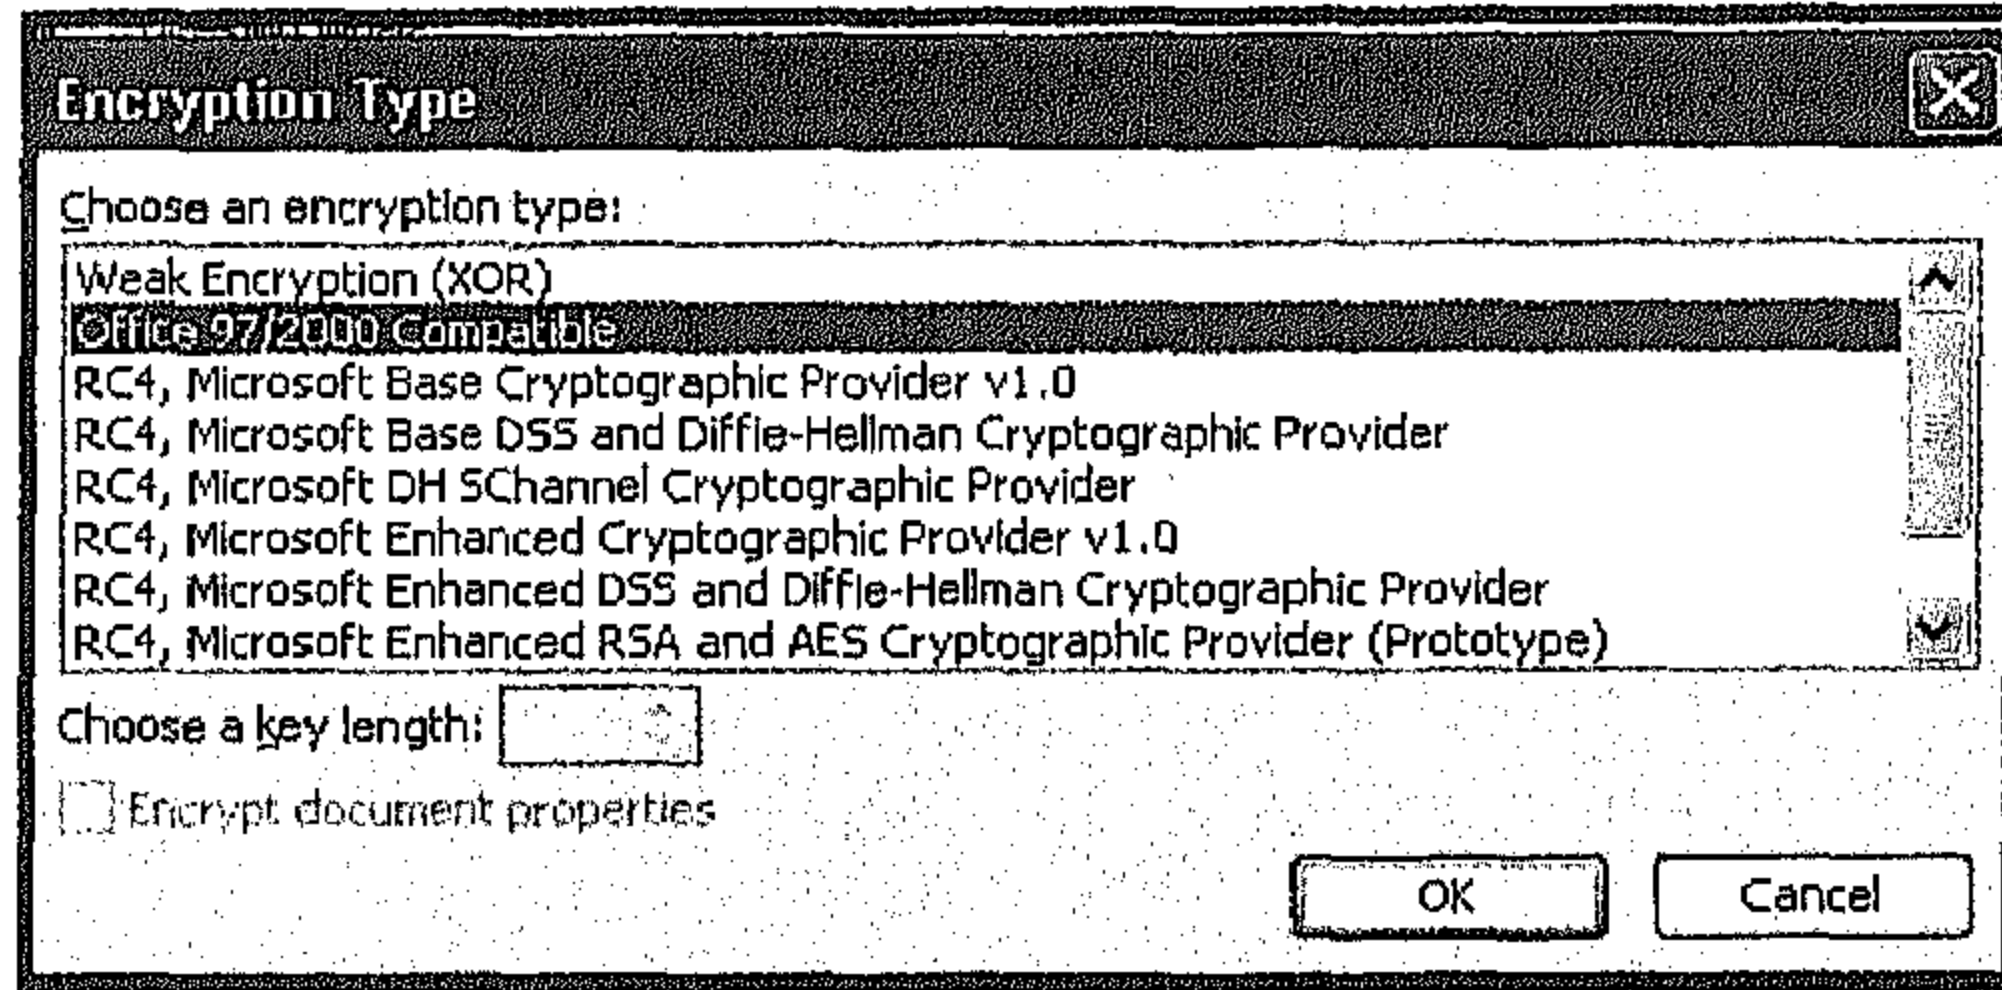 Encryption Type
Choose an encryption type:
Weak Encryption (XOR)
Office 97/2000 Compatible
RC4, Microsoft Base Cryptographic Provider v1.0
RC4, Microsoft Base DSS and Diffie-Hellman Cryptographic Provider
RC4, Microsoft DH SChannel Cryptographic Provider
RC4, Microsoft Enhanced Cryptographic Provider v1.0
RC4, Microsoft Enhanced DSS and Diffie-Hellman Cryptographic Provider
RC4, Microsoft Enhanced RSA and AES Cryptographic Provider (Prototype)
Choose a key length:
Encrypt document properties
OK Cancel